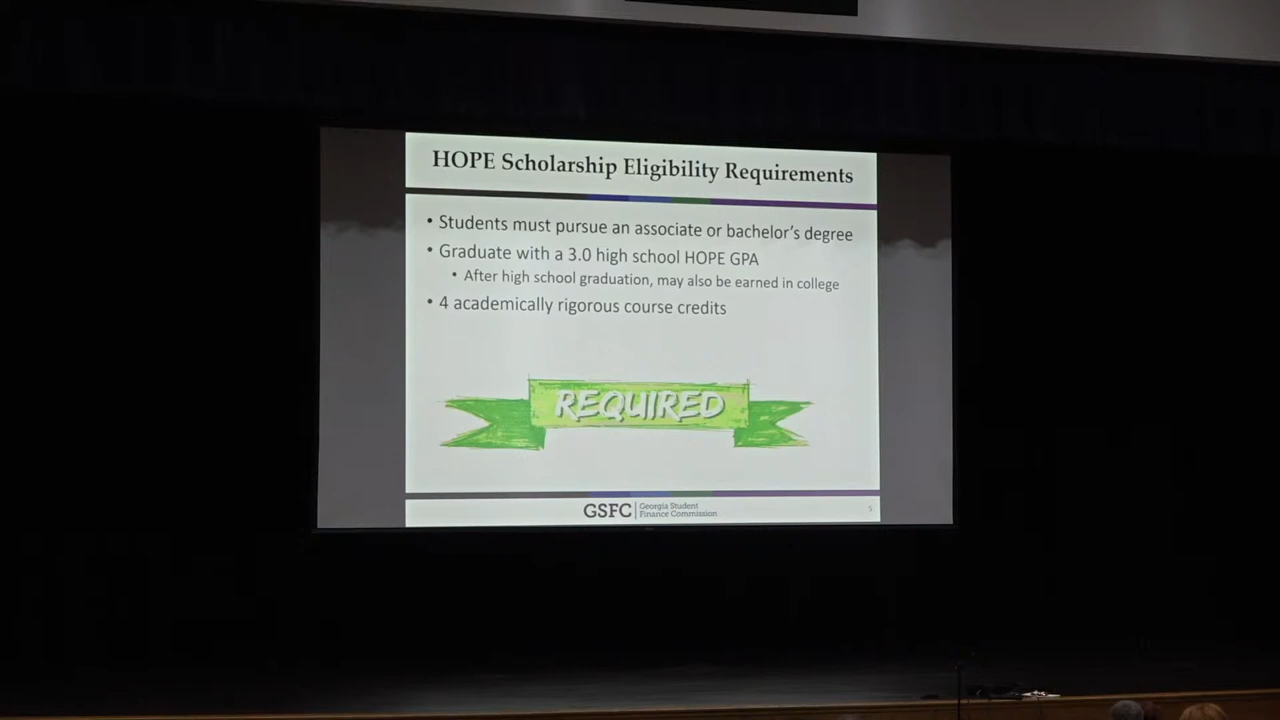 HOPE Scholarship Eligibility Requirements
• Students must pursue an associate or bachelor's degree
• Graduate with a 3.0 high school HOPE GPA
• After high school graduation, may also be earned in college
• 4 academically rigorous course credits
REQUIRED
GSFC | Georgia Student
Finance Commission
5